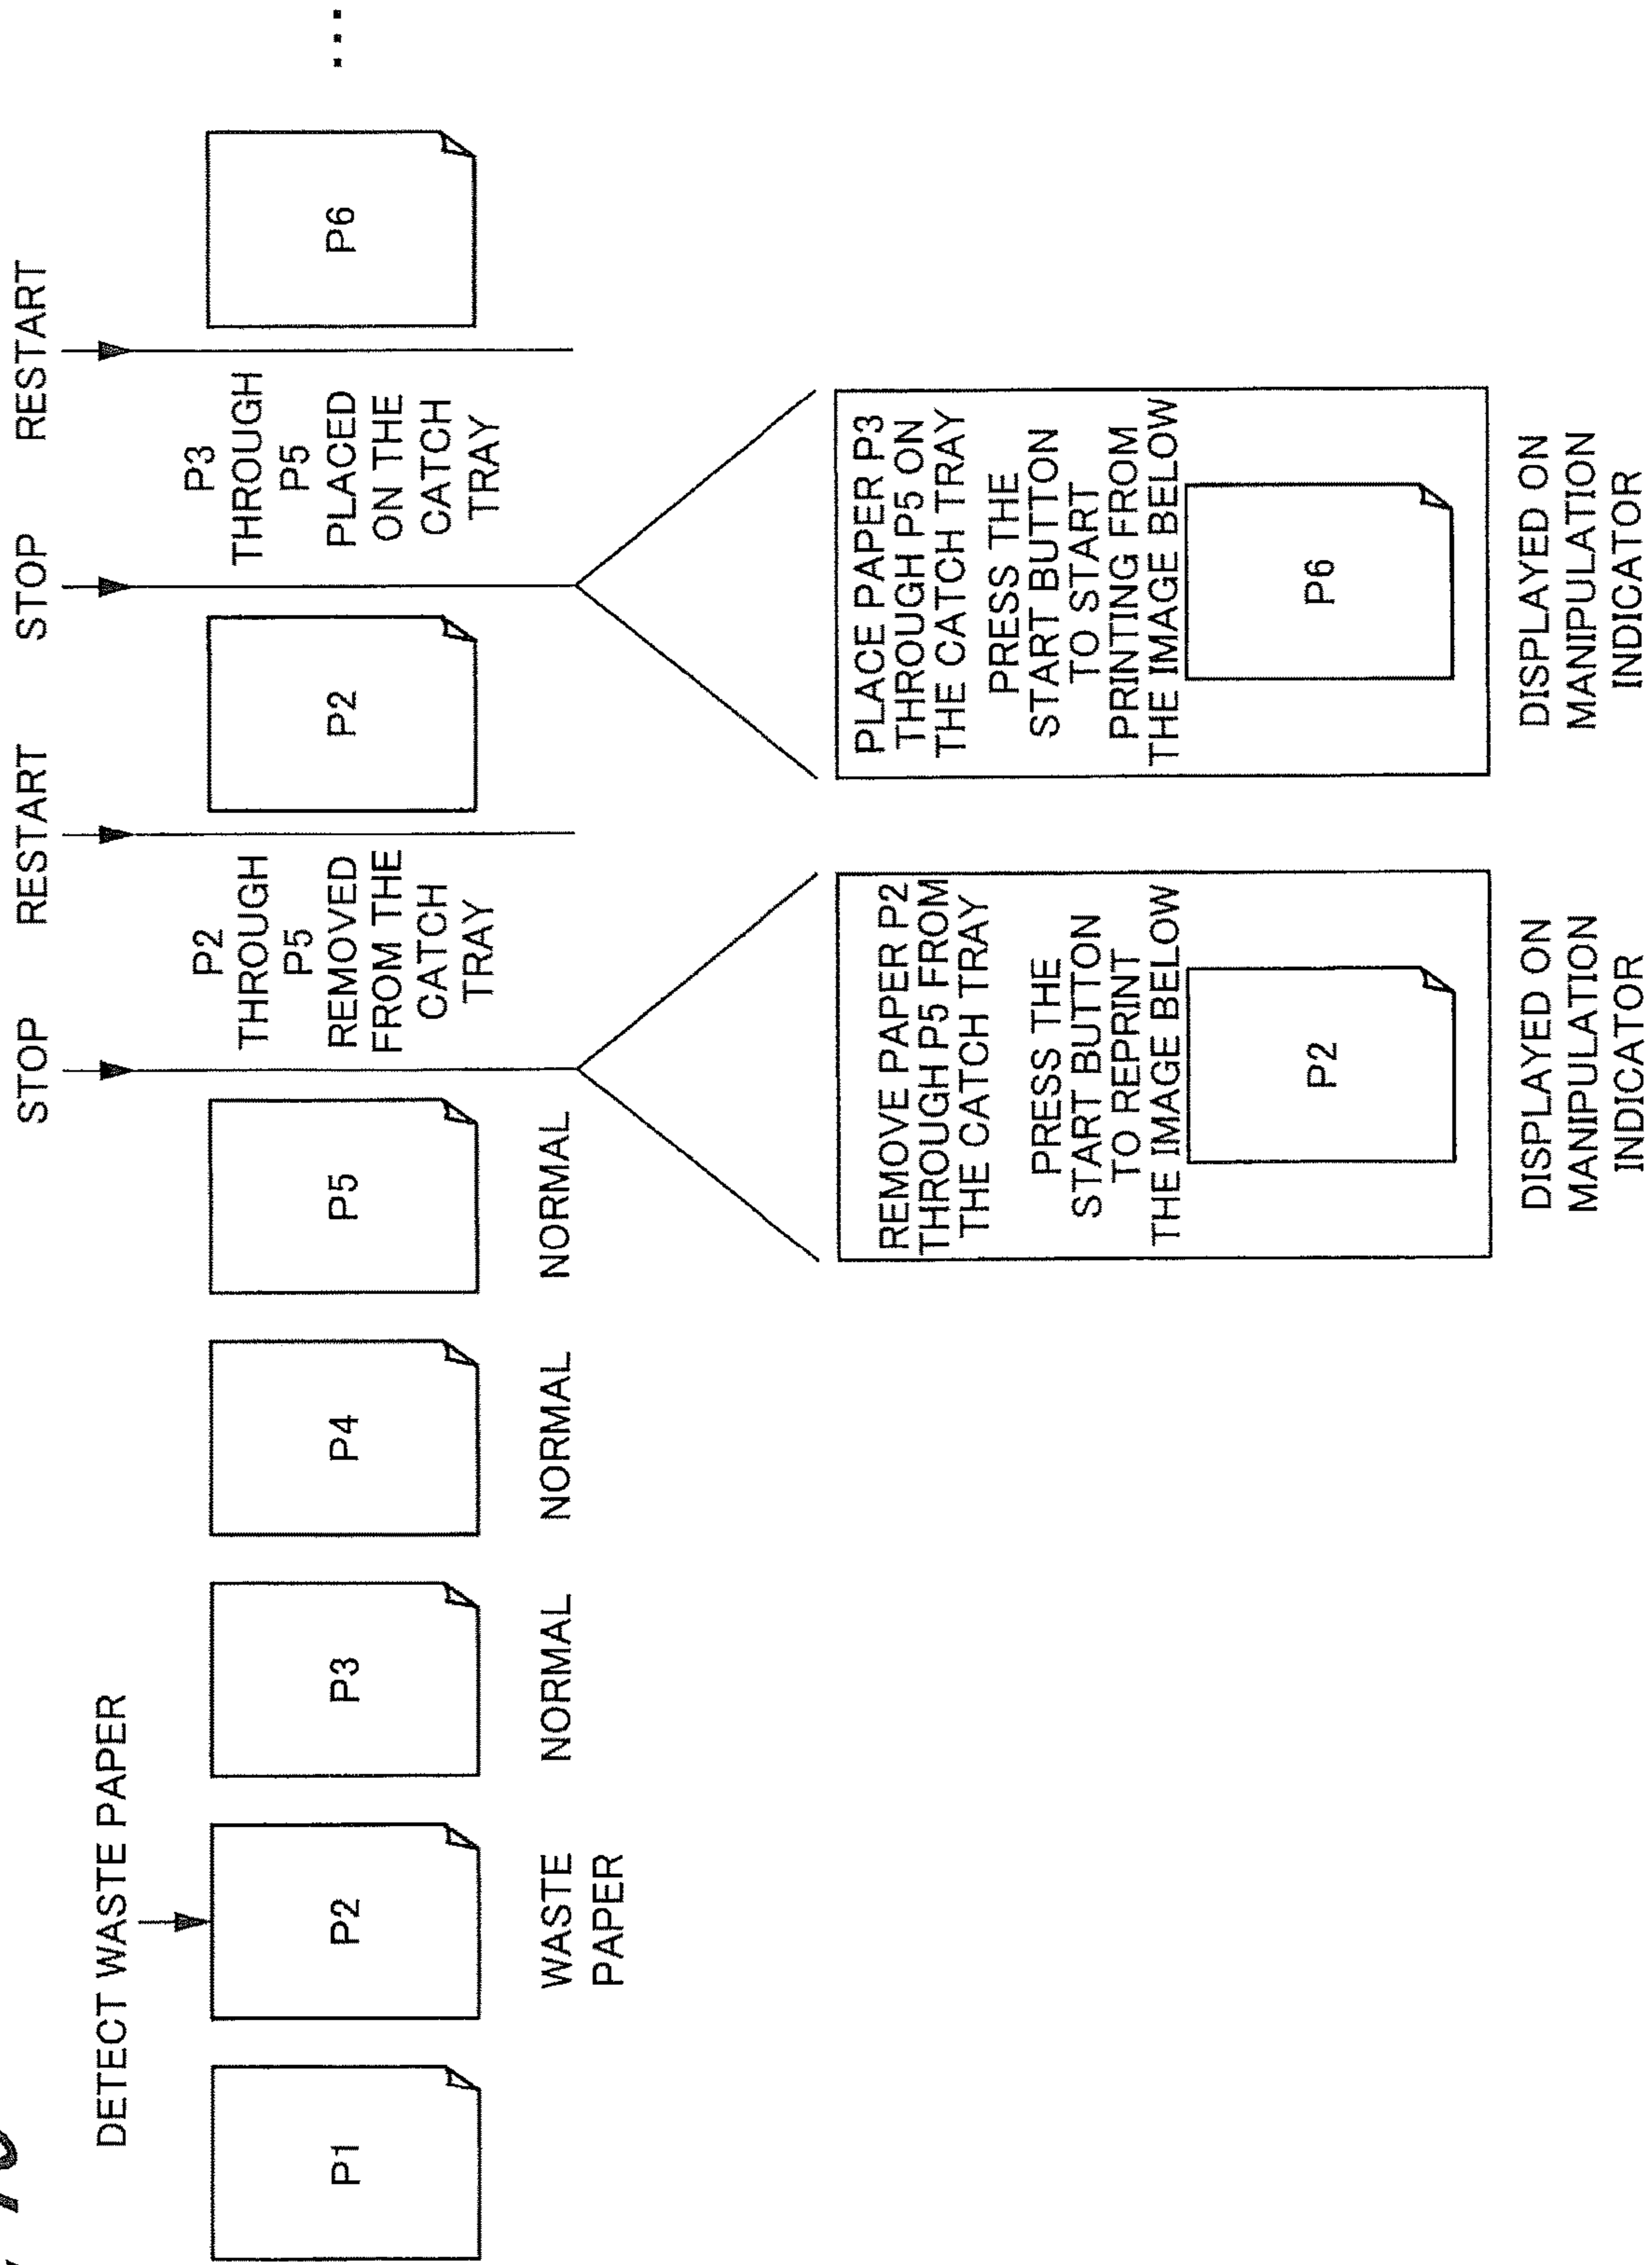 DETECT WASTE PAPER
STOP
RESTART
STOP
RESTART
P1
P2
P3
P4
P5
P2
THROUGH
P5
REMOVED
FROM THE
CATCH
TRAY
P2
P3
THROUGH
P5
PLACED
ON THE
CATCH
TRAY
P6
...
WASTE
PAPER
NORMAL
NORMAL
NORMAL
REMOVE PAPER P2
THROUGH P5 FROM
THE CATCH TRAY
PRESS THE
START BUTTON
TO REPRINT
THE IMAGE BELOW
P2
DISPLAYED ON
MANIPULATION
INDICATOR
PLACE PAPER P3
THROUGH P5 ON
THE CATCH TRAY
PRESS THE
START BUTTON
TO START
PRINTING FROM
THE IMAGE BELOW
P6
DISPLAYED ON
MANIPULATION
INDICATOR